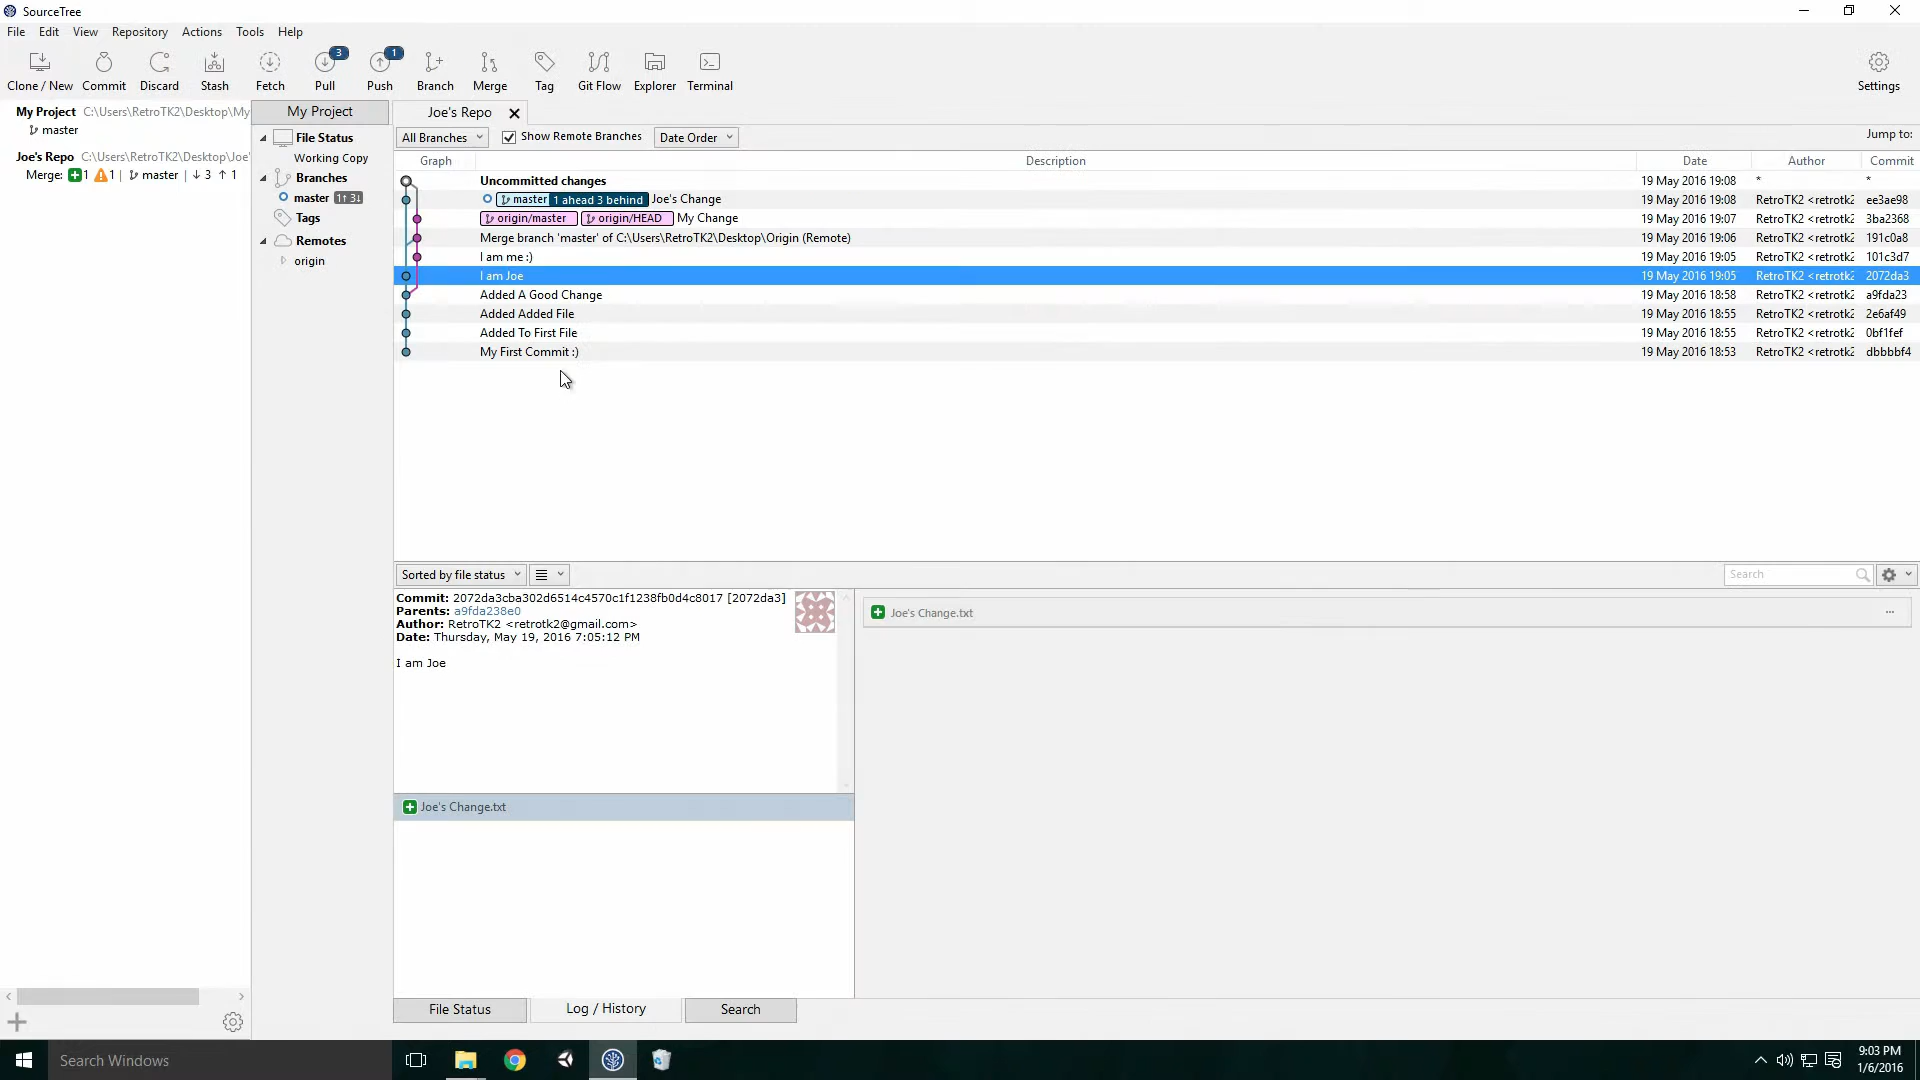 SourceTree
File Edit View Repository Actions Tools Help
3 1
Clone / New Commit Discard Stash Fetch Pull Push Branch Merge Tag Git Flow Explorer Terminal Settings
My Project C:\Users\RetroTK2\Desktop\My
master
Joe's Repo C:\Users\RetroTK2\Desktop\Joe'
Merge: 1 1 | master | ↓ 3 ↑ 1
My Project
File Status
Working Copy
Branches
master 1↑ 3↓
Tags
Remotes
origin
Joe's Repo
All Branches Show Remote Branches Date Order Jump to:
Graph Description Date Author Commit
Uncommitted changes 19 May 2016 19:08 * *
master 1 ahead 3 behind Joe's Change 19 May 2016 19:08 RetroTK2 <retrotk2 ee3ae98
origin/master origin/HEAD My Change 19 May 2016 19:07 RetroTK2 <retrotk2 3ba2368
Merge branch 'master' of C:\Users\RetroTK2\Desktop\Origin (Remote) 19 May 2016 19:06 RetroTK2 <retrotk2 191c0a8
I am me :) 19 May 2016 19:05 RetroTK2 <retrotk2 101c3d7
I am Joe 19 May 2016 19:05 RetroTK2 <retrotk2 2072da3
Added A Good Change 19 May 2016 18:58 RetroTK2 <retrotk2 a9fda23
Added Added File 19 May 2016 18:55 RetroTK2 <retrotk2 2e6af49
Added To First File 19 May 2016 18:55 RetroTK2 <retrotk2 0bf1fef
My First Commit :) 19 May 2016 18:53 RetroTK2 <retrotk2 dbbbbf4
Sorted by file status Search
Commit: 2072da3cba302d6514c4570c1f1238fb0d4c8017 [2072da3]
Parents: a9fda238e0
Author: RetroTK2 <retrotk2@gmail.com>
Date: Thursday, May 19, 2016 7:05:12 PM
I am Joe
Joe's Change.txt
Joe's Change.txt
File Status Log / History Search
Search Windows
9:03 PM
1/6/2016